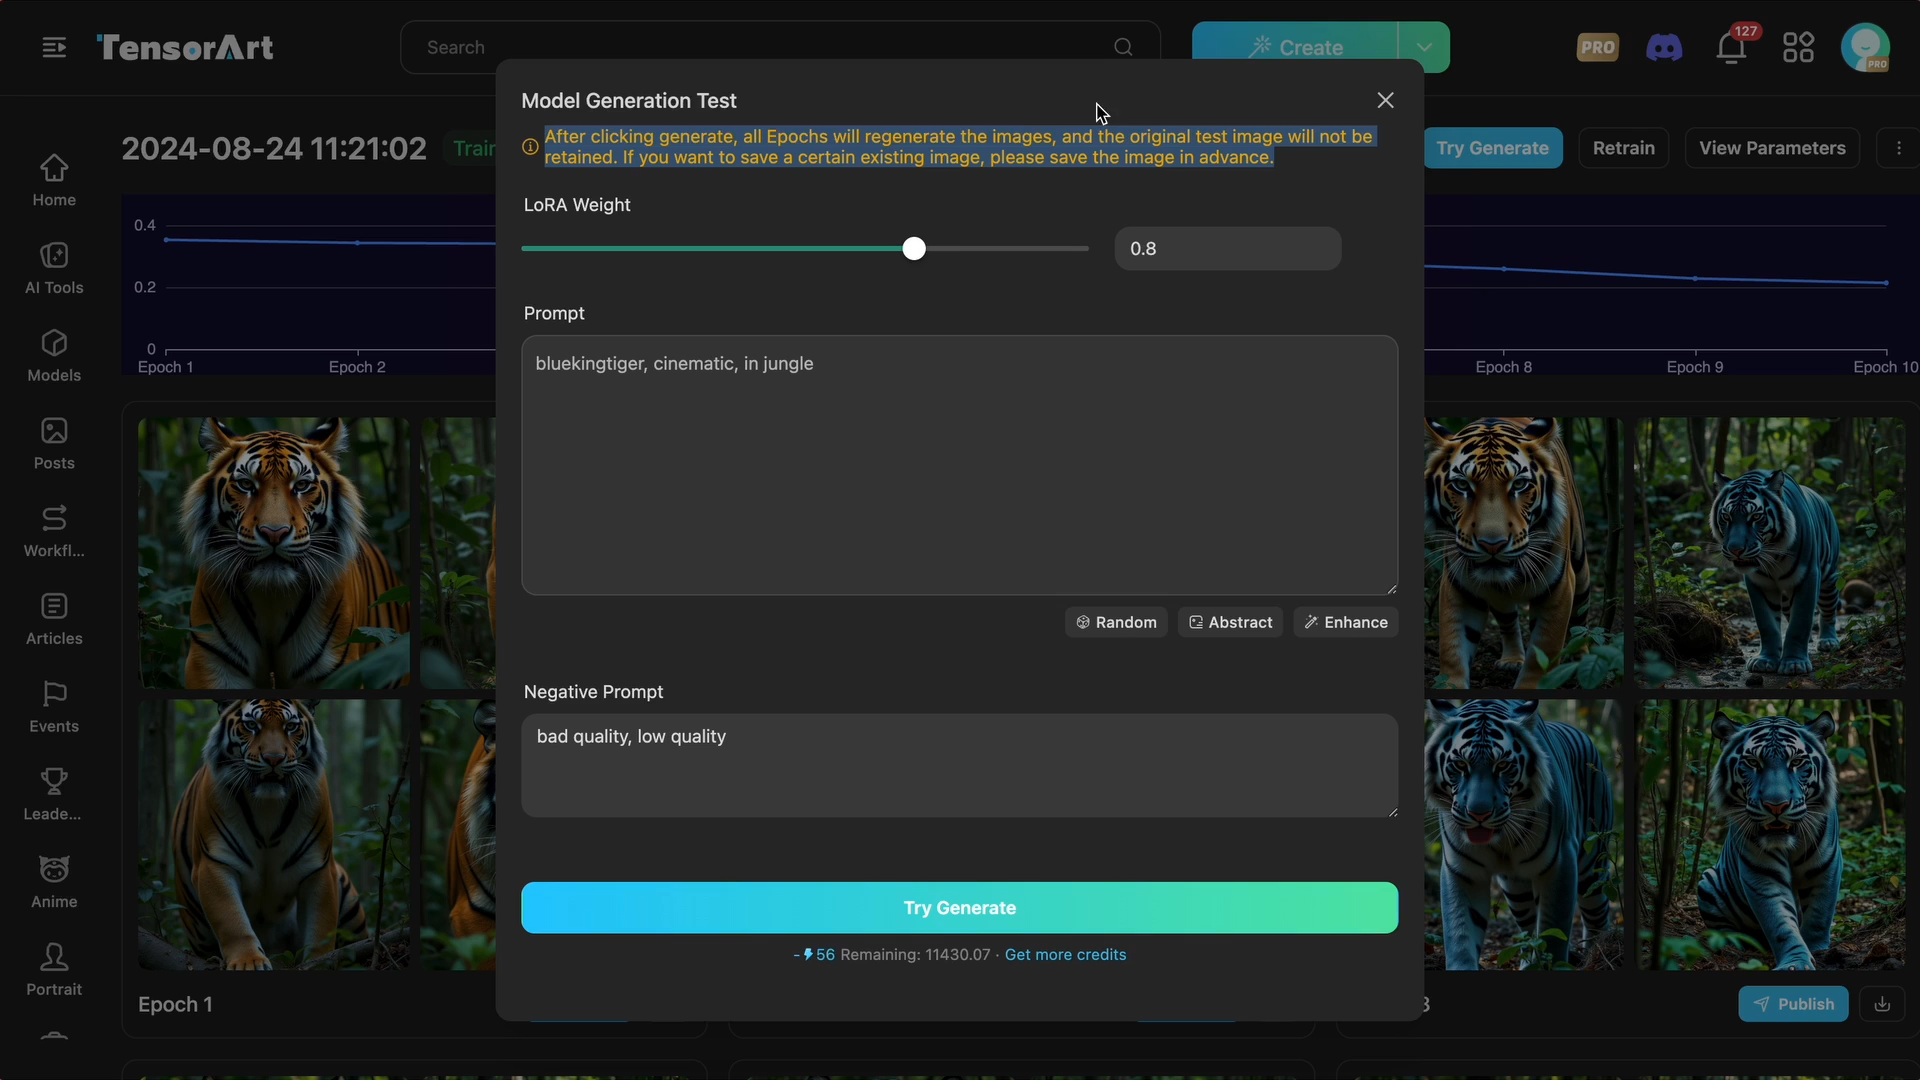 TensorArt
Search
Create
PRO
127
PRO
Home
AI Tools
Models
Posts
Workfl...
Articles
Events
Leade...
Anime
Portrait
2024-08-24 11:21:02
Train
Try Generate
Retrain
View Parameters
0.4
0.2
0
Epoch 1
Epoch 2
Epoch 8
Epoch 9
Epoch 10
Model Generation Test
After clicking generate, all Epochs will regenerate the images, and the original test image will not be
retained. If you want to save a certain existing image, please save the image in advance.
LoRA Weight
0.8
Prompt
bluekingtiger, cinematic, in jungle
Random
Abstract
Enhance
Negative Prompt
bad quality, low quality
Try Generate
- 56 Remaining: 11430.07 · Get more credits
Epoch 1
3
Publish